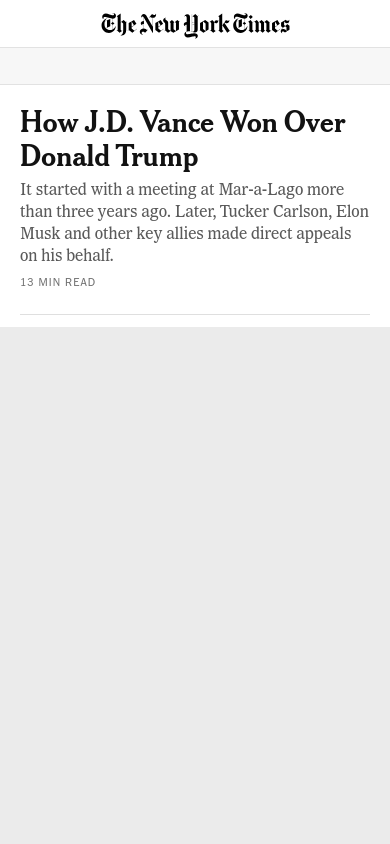 The New York Times
How J.D. Vance Won Over
Donald Trump
It started with a meeting at Mar-a-Lago more
than three years ago. Later, Tucker Carlson, Elon
Musk and other key allies made direct appeals
on his behalf.
13 MIN READ